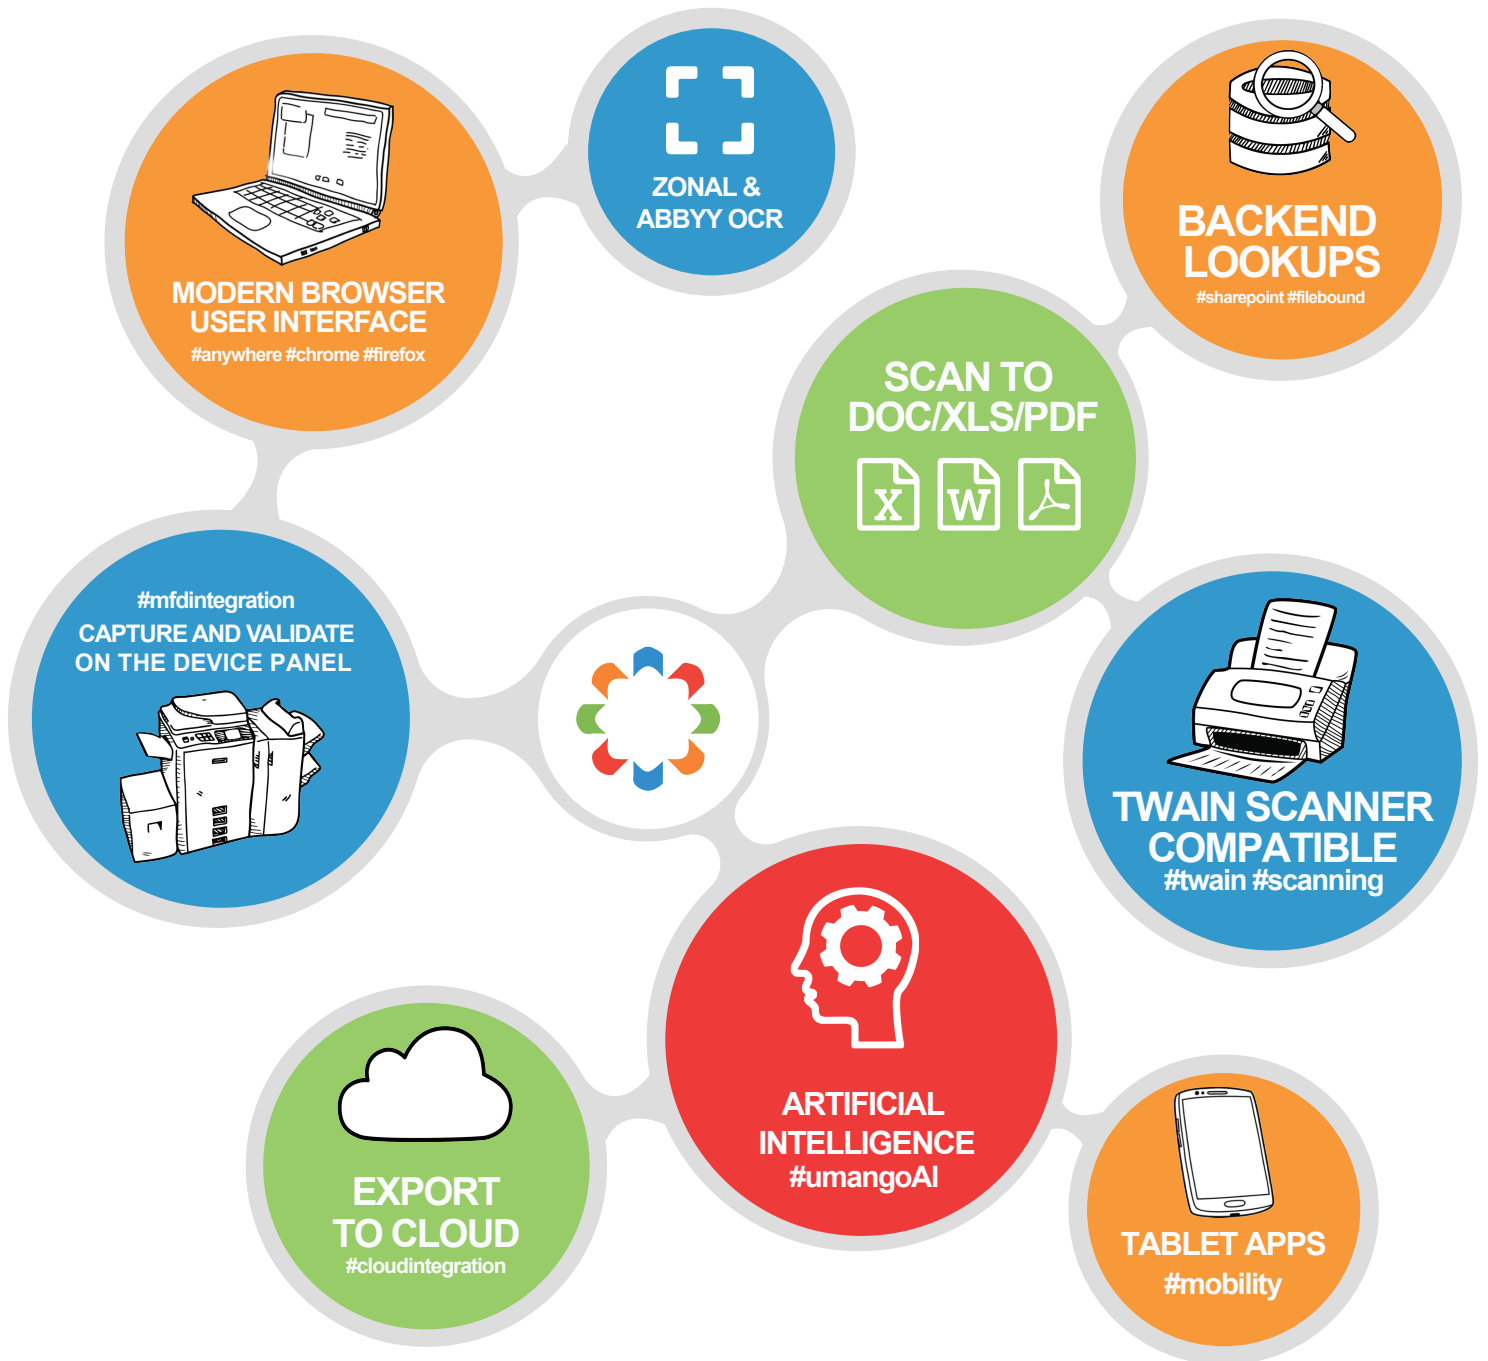 MODERN BROWSER
USER INTERFACE
#anywhere #chrome #firefox
ZONAL &
ABBYY OCR
BACKEND
LOOKUPS
#sharepoint #filebound
SCAN TO
DOC/XLS/PDF
X
W
#mfdintegration
CAPTURE AND VALIDATE
ON THE DEVICE PANEL
TWAIN SCANNER
COMPATIBLE
#twain #scanning
ARTIFICIAL
INTELLIGENCE
#umangoAI
EXPORT
TO CLOUD
#cloudintegration
TABLET APPS
#mobility